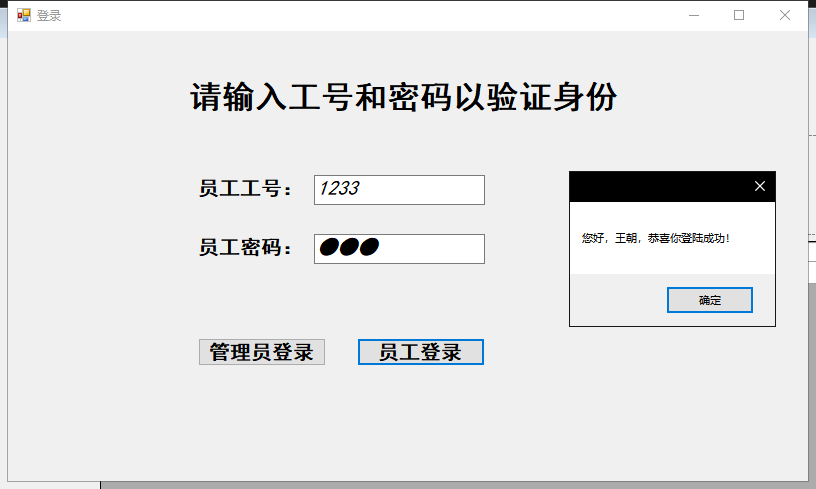 登录
请输入工号和密码以验证身份
员工工号：
1233
员工密码：
●●●
您好，王朝，恭喜你登陆成功！
确定
管理员登录
员工登录